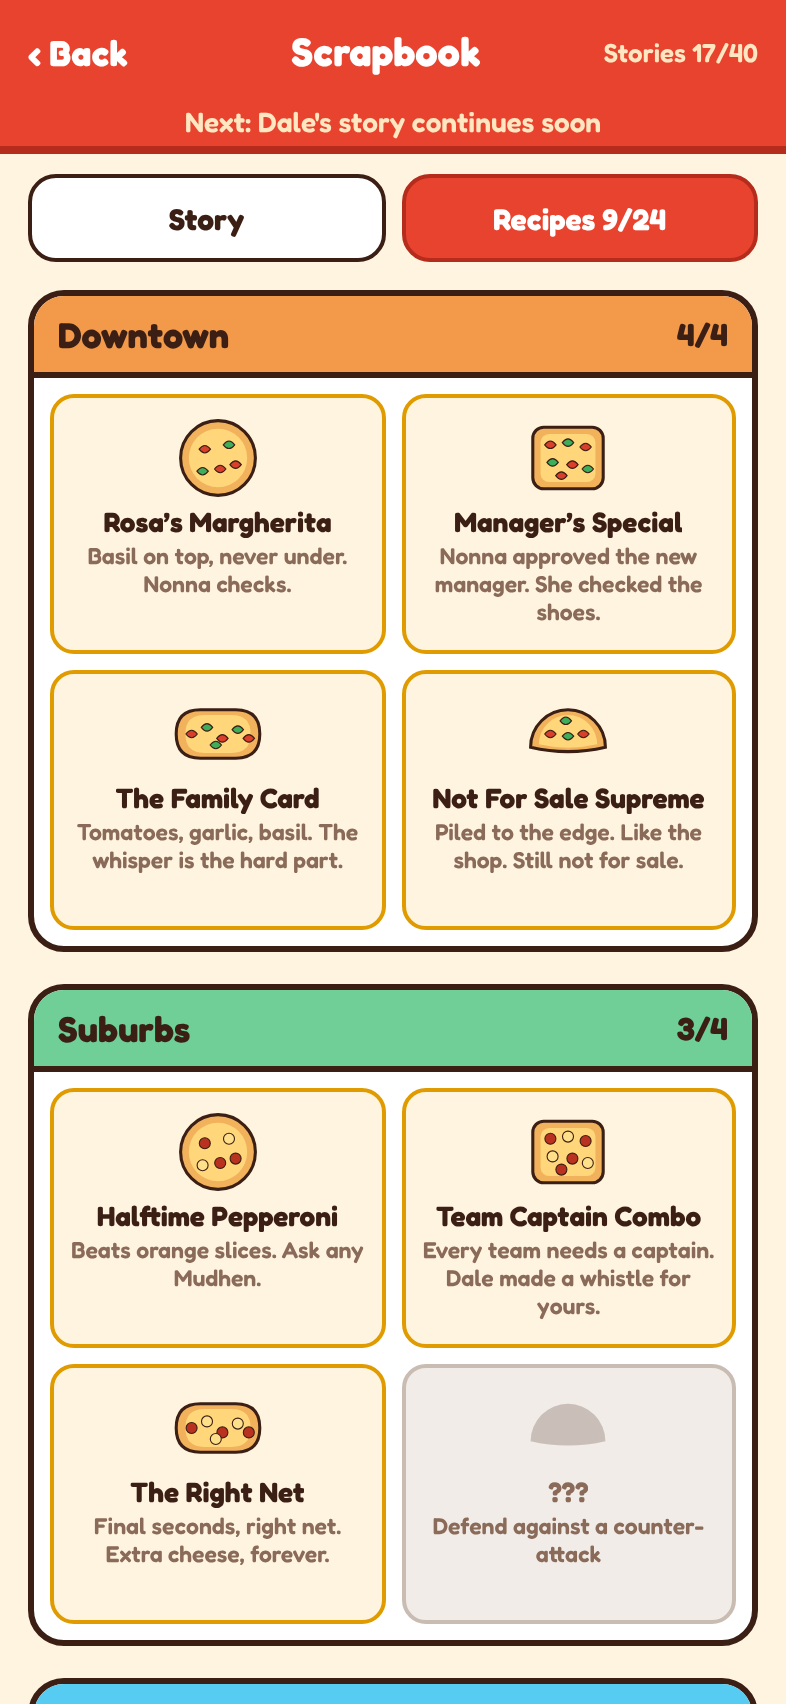 ‹ Back
Scrapbook
Stories 17/40
Next: Dale's story continues soon
Story
Recipes 9/24
Downtown
4/4
Rosa’s Margherita
Basil on top, never under.
Nonna checks.
Manager’s Special
Nonna approved the new
manager. She checked the
shoes.
The Family Card
Tomatoes, garlic, basil. The
whisper is the hard part.
Not For Sale Supreme
Piled to the edge. Like the
shop. Still not for sale.
Suburbs
3/4
Halftime Pepperoni
Beats orange slices. Ask any
Mudhen.
Team Captain Combo
Every team needs a captain.
Dale made a whistle for
yours.
The Right Net
Final seconds, right net.
Extra cheese, forever.
???
Defend against a counter-
attack